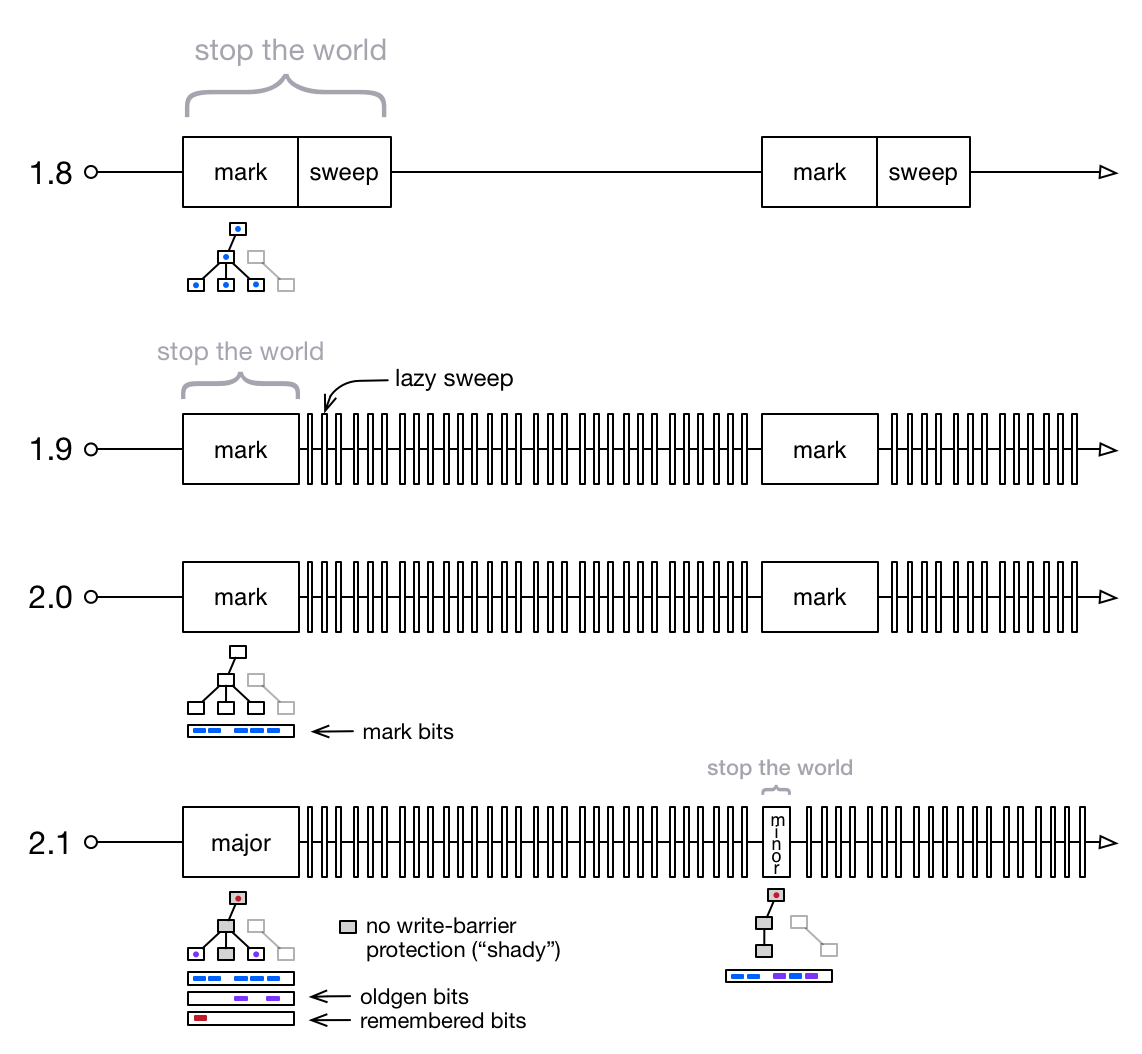 stop the world
1.8
mark
sweep
mark
sweep
stop the world
lazy sweep
1.9
mark
mark
2.0
mark
mark
mark bits
stop the world
2.1
major
minor
no write-barrier
protection (“shady”)
oldgen bits
remembered bits